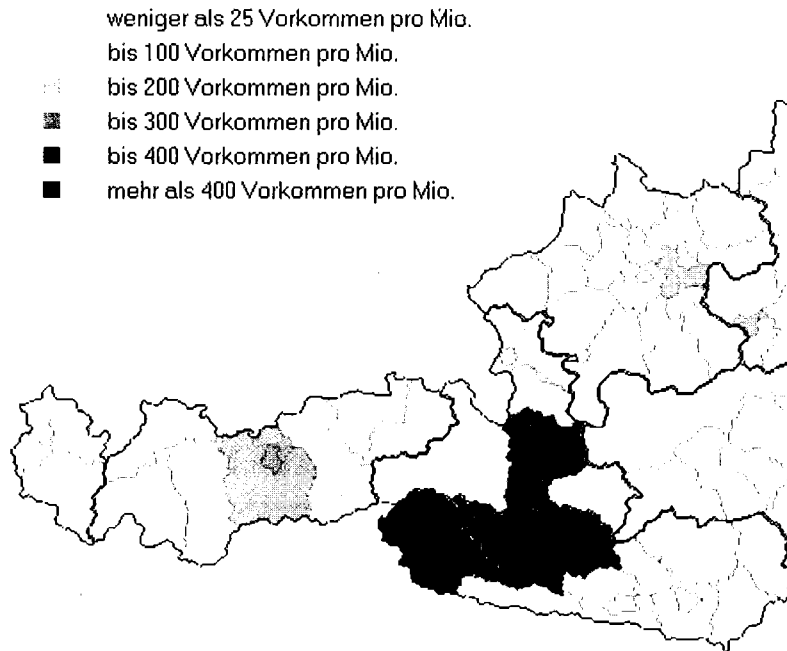 weniger als 25 Vorkommen pro Mio.
bis 100 Vorkommen pro Mio.
bis 200 Vorkommen pro Mio.
bis 300 Vorkommen pro Mio.
bis 400 Vorkommen pro Mio.
mehr als 400 Vorkommen pro Mio.